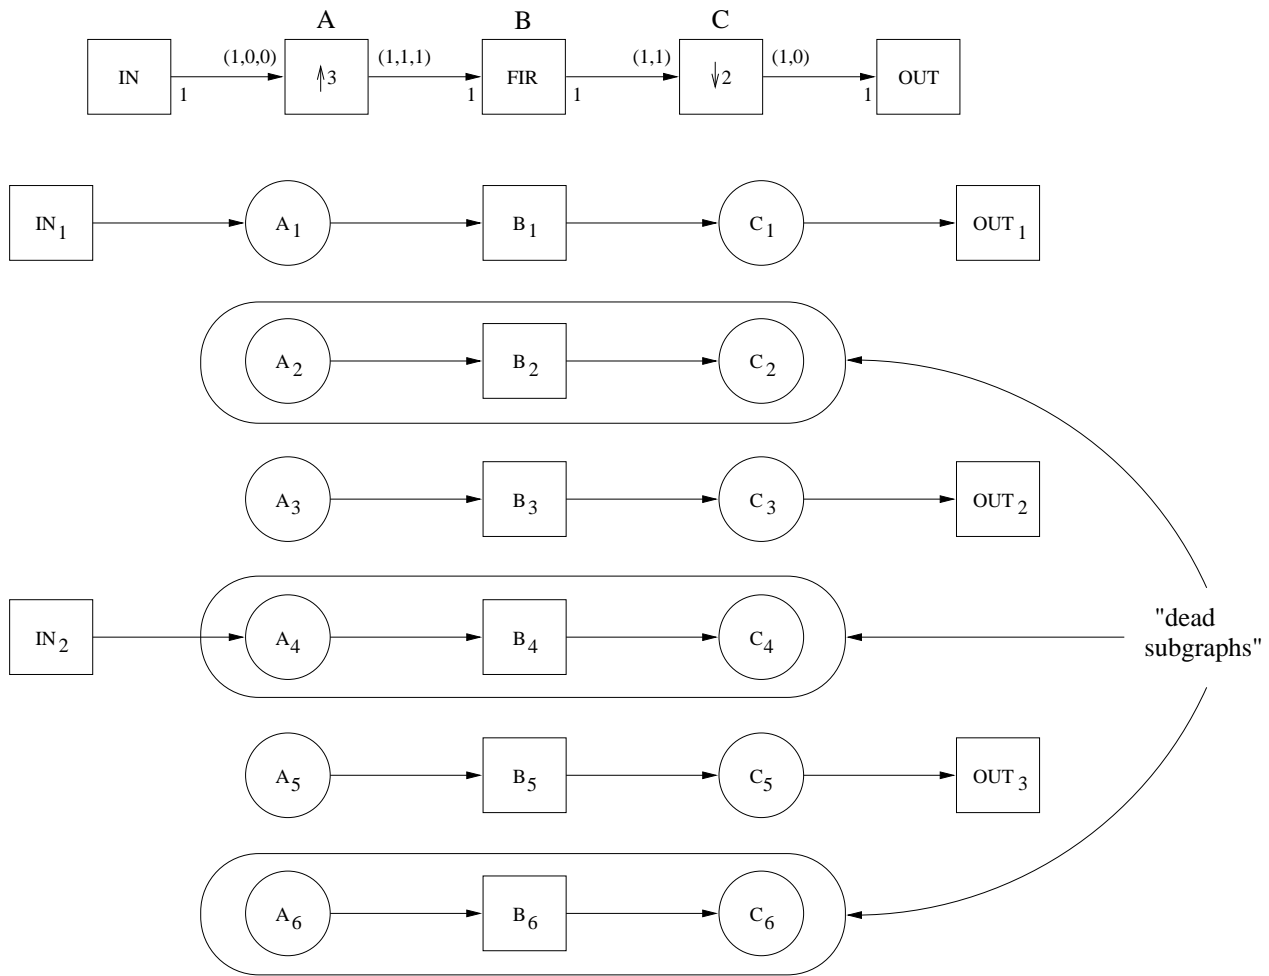 A B C
IN (1,0,0) ↑3 (1,1,1) FIR (1,1) ↓2 (1,0) OUT
1 1 1 1
IN1 A1 B1 C1 OUT1
A2 B2 C2
A3 B3 C3 OUT2
IN2 A4 B4 C4
"dead
subgraphs"
A5 B5 C5 OUT3
A6 B6 C6